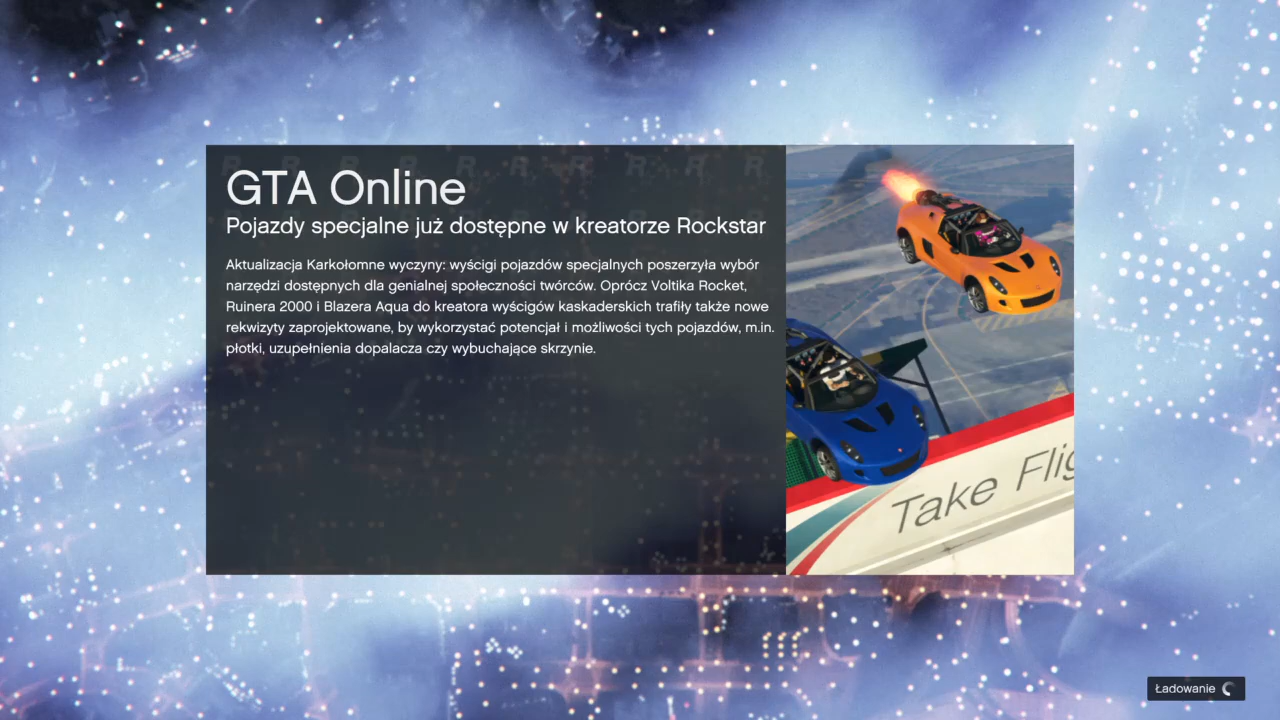 GTA Online
Pojazdy specjalne już dostępne w kreatorze Rockstar
Aktualizacja Karkołomne wyczyny: wyścigi pojazdów specjalnych poszerzyła wybór
narzędzi dostępnych dla genialnej społeczności twórców. Oprócz Voltika Rocket,
Ruinera 2000 i Blazera Aqua do kreatora wyścigów kaskaderskich trafiły także nowe
rekwizyty zaprojektowane, by wykorzystać potencjał i możliwości tych pojazdów, m.in.
płotki, uzupełnienia dopalacza czy wybuchające skrzynie.
Take Flig
Ładowanie